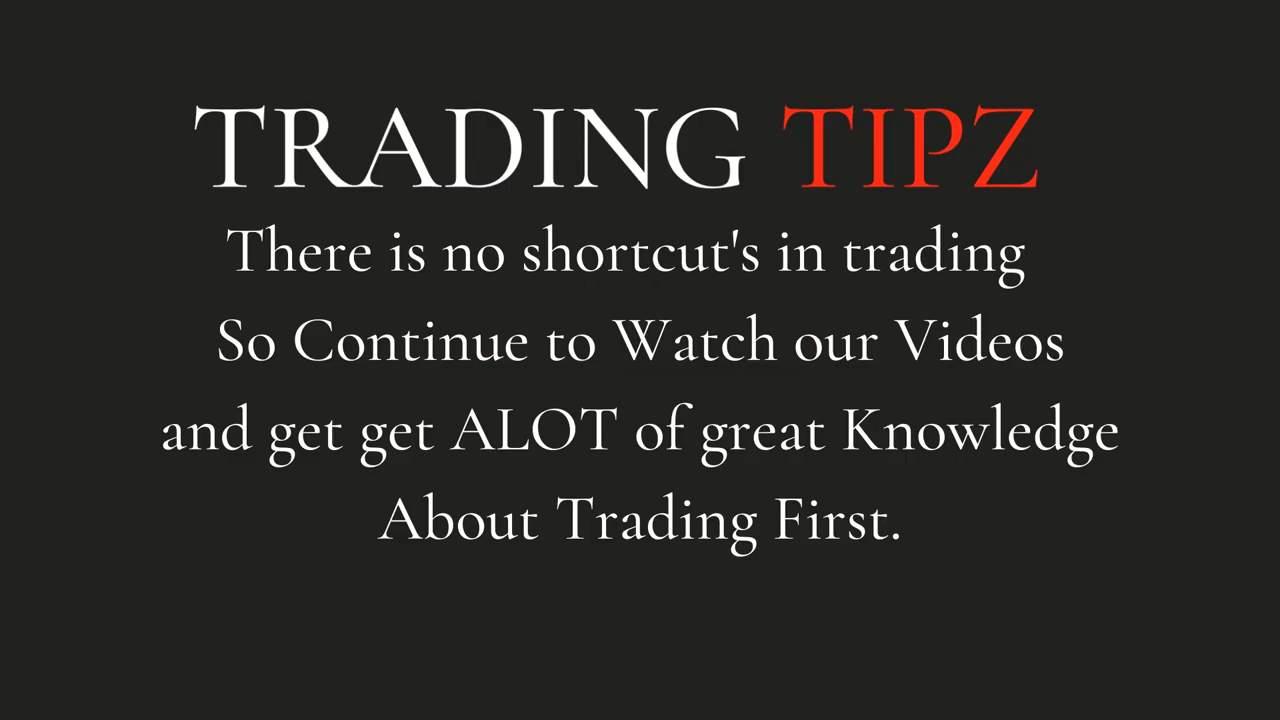 TRADING TIPZ
There is no shortcut's in trading
So Continue to Watch our Videos
and get get ALOT of great Knowledge
About Trading First.